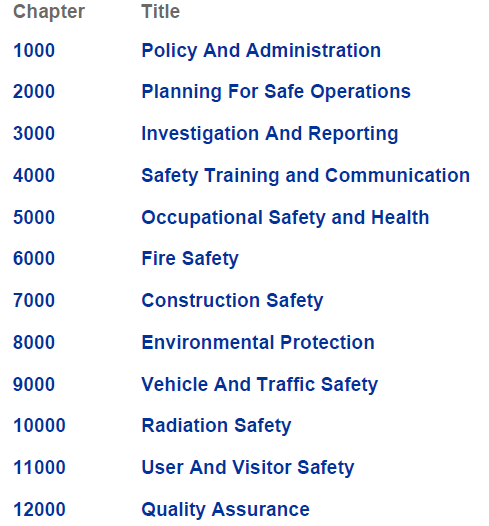 Chapter Title
1000 Policy And Administration
2000 Planning For Safe Operations
3000 Investigation And Reporting
4000 Safety Training and Communication
5000 Occupational Safety and Health
6000 Fire Safety
7000 Construction Safety
8000 Environmental Protection
9000 Vehicle And Traffic Safety
10000 Radiation Safety
11000 User And Visitor Safety
12000 Quality Assurance